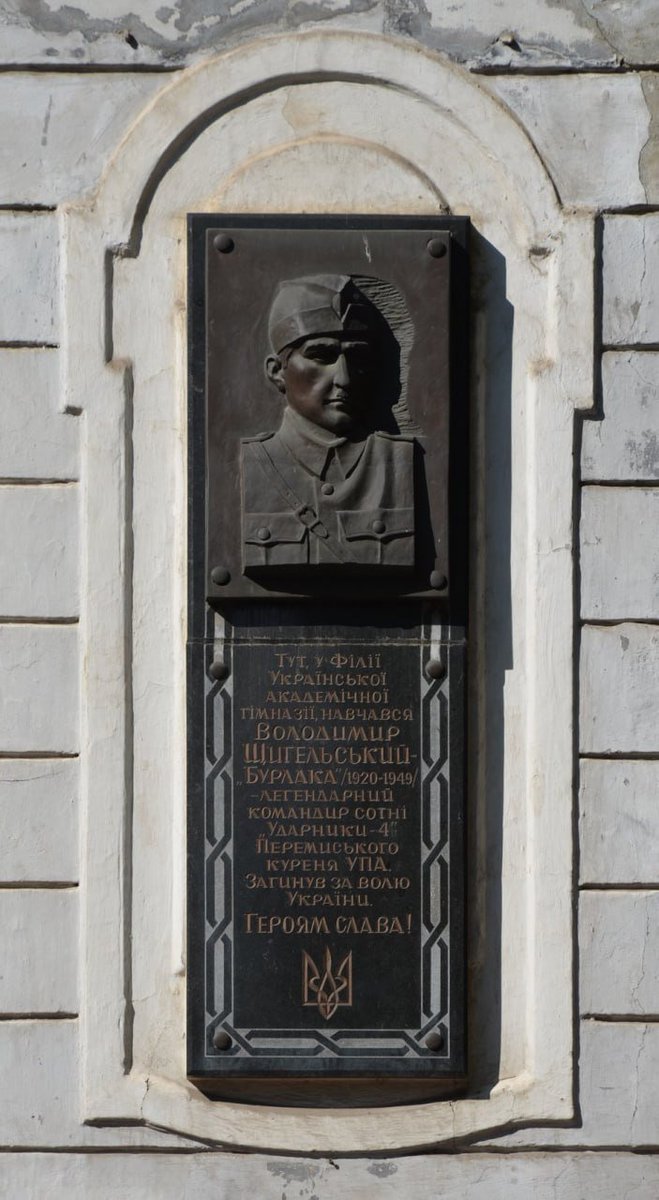 Тут, у Філії
Української
академічної
гімназії, навчався
Володимир
Щигельський-
„Бурлака"/1920-1949/
-легендарний
командир сотні
„Ударники-4"
Перемиського
куреня УПА.
Загинув за волю
України.
Героям слава!